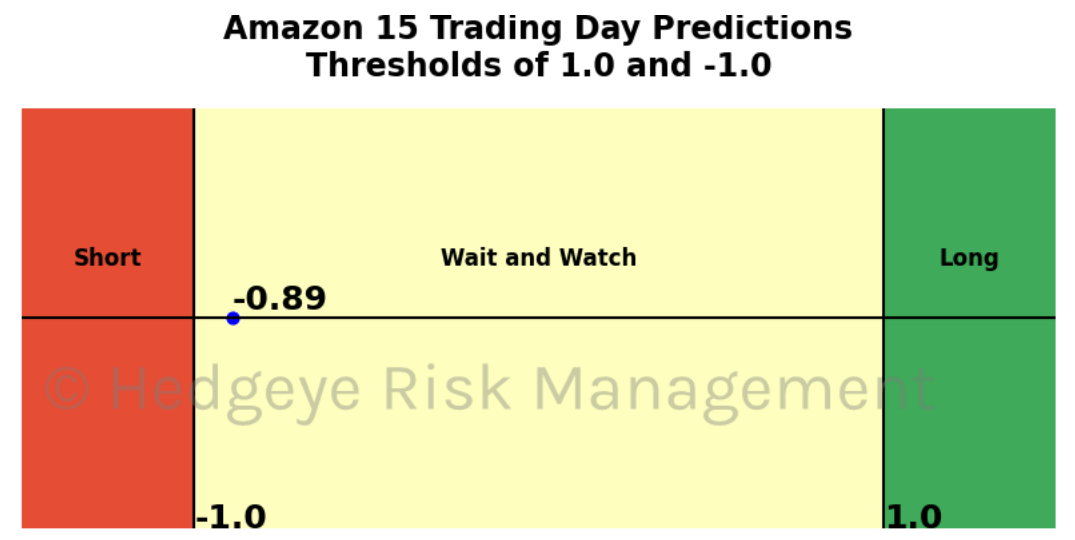 Amazon 15 Trading Day Predictions
Thresholds of 1.0 and -1.0
Short
Wait and Watch
Long
-0.89
© Hedgeye Risk Management
-1.0
1.0